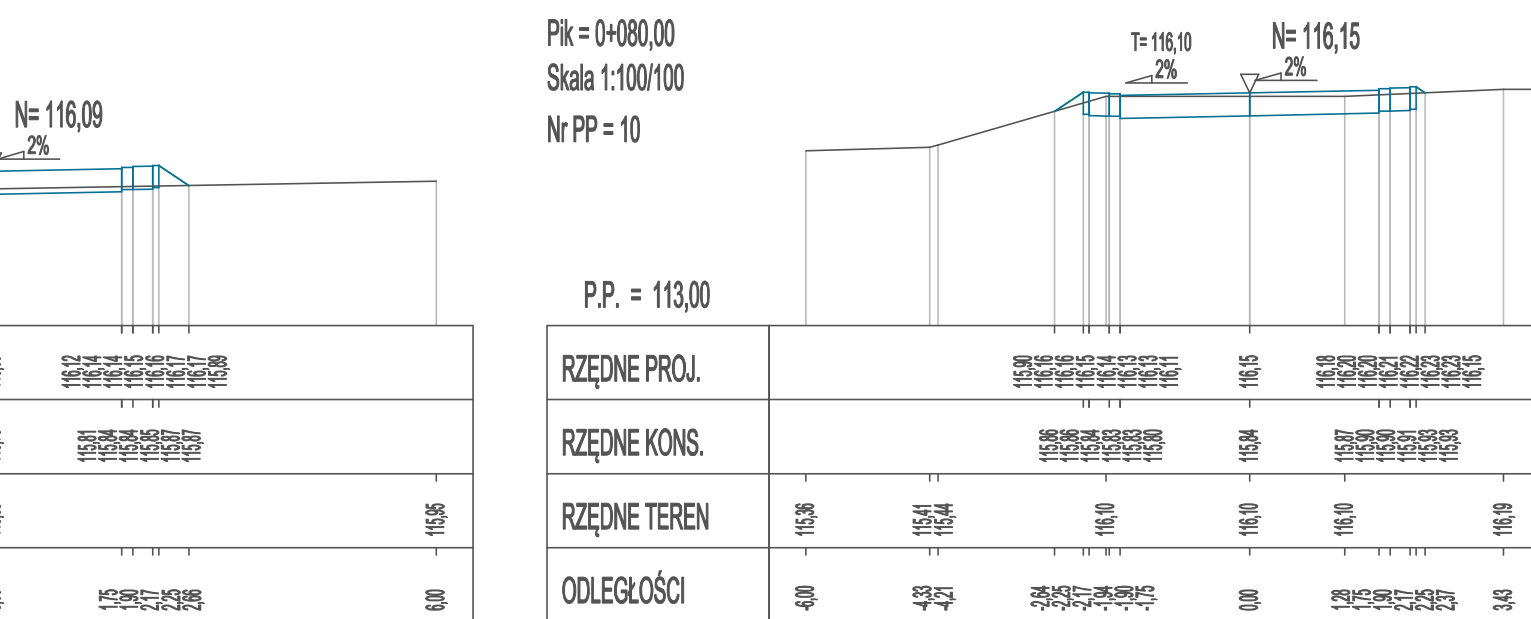 N= 116,09
2%
116,12 116,14 116,14 116,15 116,16 116,17 116,17 115,89
115,81 115,84 115,84 115,85 115,87 115,87
115,95
1,75 1,90 2,17 2,25 2,66 6,00
Pik = 0+080,00
Skala 1:100/100
Nr PP = 10
T= 116,10
2%
N= 116,15
2%
P.P. = 113,00
RZĘDNE PROJ.
115,90 116,16 116,16 116,15 116,14 116,13 116,13 116,11 116,15 116,18 116,20 116,20 116,21 116,22 116,23 116,23 116,15
RZĘDNE KONS.
115,86 115,86 115,84 115,83 115,83 115,80 115,84 115,87 115,90 115,90 115,91 115,93 115,93
RZĘDNE TEREN
115,36 115,41 115,44 116,10 116,10 116,10 116,19
ODLEGŁOŚCI
-6,00 -4,33 -4,21 -2,64 -2,25 -2,17 -1,94 -1,90 -1,75 0,00 1,28 1,75 1,90 2,17 2,25 2,37 3,43